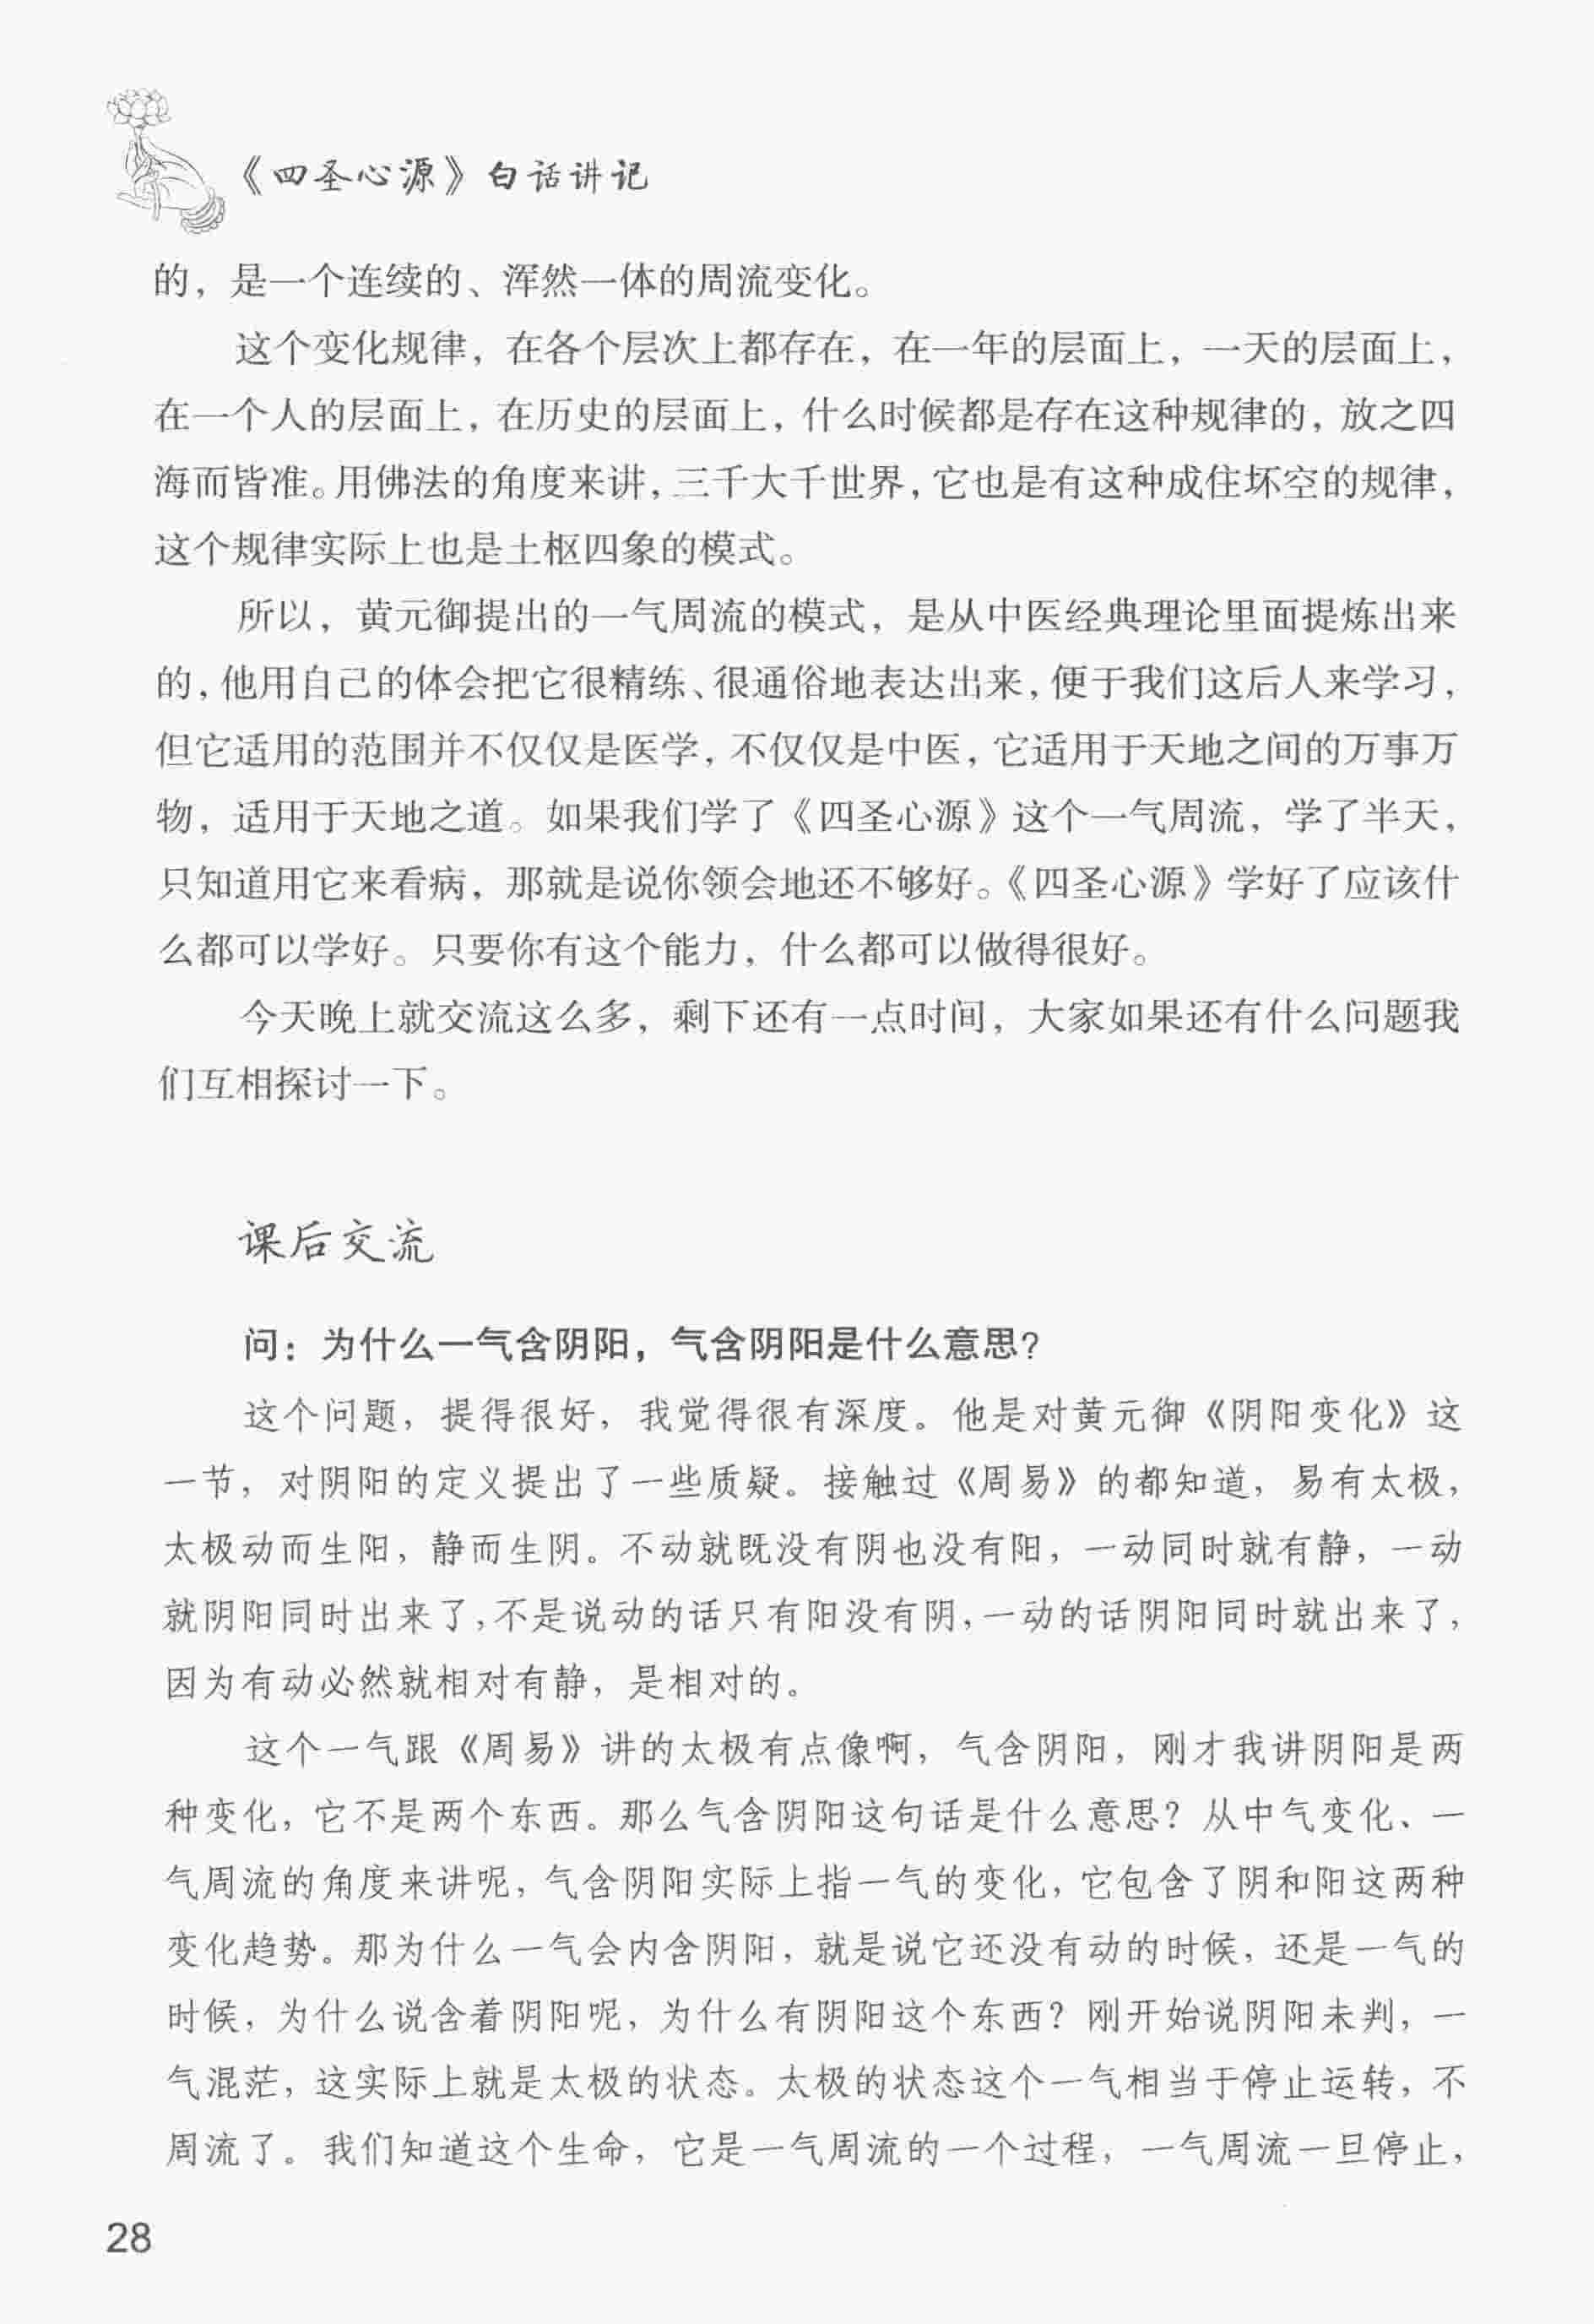 《四圣心源》白话讲记
的，是一个连续的、浑然一体的周流变化。
这个变化规律，在各个层次上都存在，在一年的层面上，一天的层面上，
在一个人的层面上，在历史的层面上，什么时候都是存在这种规律的，放之四
海而皆准。用佛法的角度来讲，三千大千世界，它也是有这种成住坏空的规律，
这个规律实际上也是土枢四象的模式。
所以，黄元御提出的一气周流的模式，是从中医经典理论里面提炼出来
的，他用自己的体会把它很精练、很通俗地表达出来，便于我们这后人来学习，
但它适用的范围并不仅仅是医学，不仅仅是中医，它适用于天地之间的万事万
物，适用于天地之道。如果我们学了《四圣心源》这个一气周流，学了半天，
只知道用它来看病，那就是说你领会地还不够好。《四圣心源》学好了应该什
么都可以学好。只要你有这个能力，什么都可以做得很好。
今天晚上就交流这么多，剩下还有一点时间，大家如果还有什么问题我
们互相探讨一下。
课后交流
问：为什么一气含阴阳，气含阴阳是什么意思？
这个问题，提得很好，我觉得很有深度。他是对黄元御《阴阳变化》这
一节，对阴阳的定义提出了一些质疑。接触过《周易》的都知道，易有太极，
太极动而生阳，静而生阴。不动就既没有阴也没有阳，一动同时就有静，一动
就阴阳同时出来了，不是说动的话只有阳没有阴，一动的话阴阳同时就出来了，
因为有动必然就相对有静，是相对的。
这个一气跟《周易》讲的太极有点像啊，气含阴阳，刚才我讲阴阳是两
种变化，它不是两个东西。那么气含阴阳这句话是什么意思？从中气变化、一
气周流的角度来讲呢，气含阴阳实际上指一气的变化，它包含了阴和阳这两种
变化趋势。那为什么一气会内含阴阳，就是说它还没有动的时候，还是一气的
时候，为什么说含着阴阳呢，为什么有阴阳这个东西？刚开始说阴阳未判，一
气混茫，这实际上就是太极的状态。太极的状态这个一气相当于停止运转，不
周流了。我们知道这个生命，它是一气周流的一个过程，一气周流一旦停止，
28